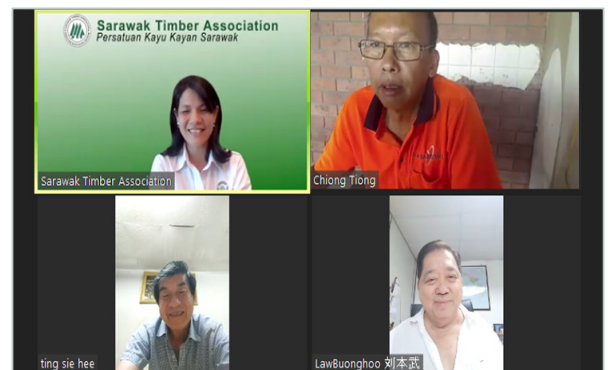 Sarawak Timber Association
Persatuan Kayu Kayan Sarawak
Sarawak Timber Association
Chiong Tiong
ting sie hee
LawBuonghoo 刘本武